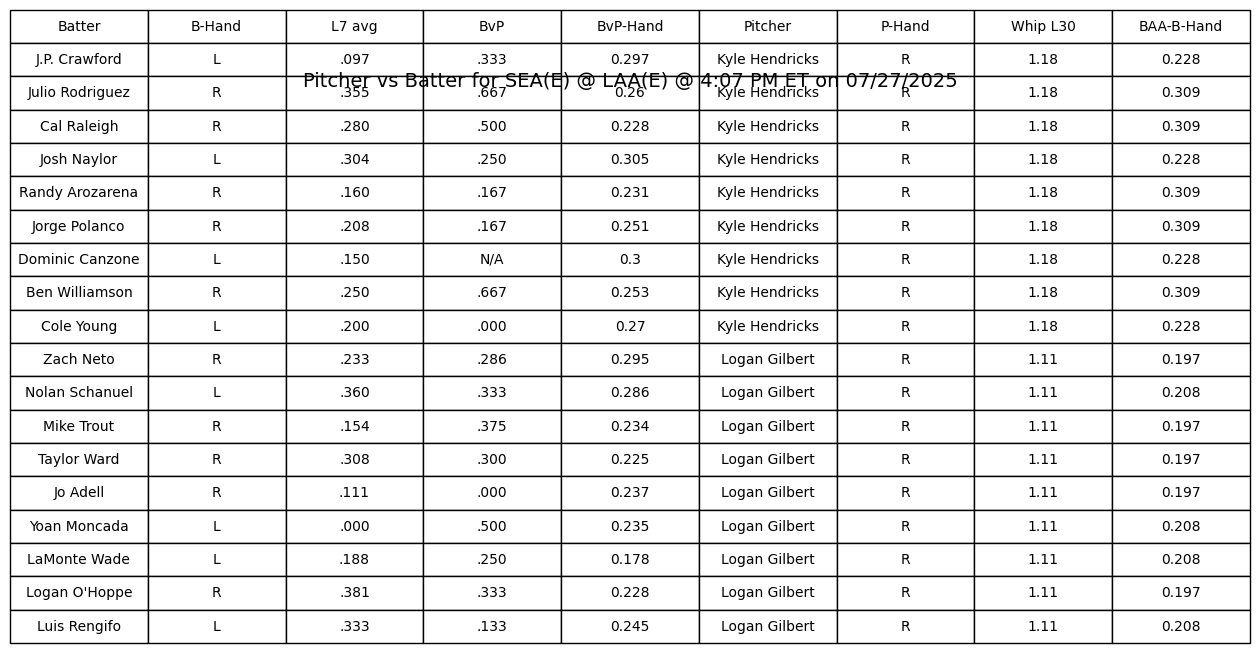 Batter B-Hand L7 avg BvP BvP-Hand Pitcher P-Hand Whip L30 BAA-B-Hand
J.P. Crawford L .097 .333 0.297 Kyle Hendricks R 1.18 0.228
Pitcher vs Batter for SEA(E) @ LAA(E) @ 4:07 PM ET on 07/27/2025
Julio Rodriguez R .355 .667 0.26 Kyle Hendricks R 1.18 0.309
Cal Raleigh R .280 .500 0.228 Kyle Hendricks R 1.18 0.309
Josh Naylor L .304 .250 0.305 Kyle Hendricks R 1.18 0.228
Randy Arozarena R .160 .167 0.231 Kyle Hendricks R 1.18 0.309
Jorge Polanco R .208 .167 0.251 Kyle Hendricks R 1.18 0.309
Dominic Canzone L .150 N/A 0.3 Kyle Hendricks R 1.18 0.228
Ben Williamson R .250 .667 0.253 Kyle Hendricks R 1.18 0.309
Cole Young L .200 .000 0.27 Kyle Hendricks R 1.18 0.228
Zach Neto R .233 .286 0.295 Logan Gilbert R 1.11 0.197
Nolan Schanuel L .360 .333 0.286 Logan Gilbert R 1.11 0.208
Mike Trout R .154 .375 0.234 Logan Gilbert R 1.11 0.197
Taylor Ward R .308 .300 0.225 Logan Gilbert R 1.11 0.197
Jo Adell R .111 .000 0.237 Logan Gilbert R 1.11 0.197
Yoan Moncada L .000 .500 0.235 Logan Gilbert R 1.11 0.208
LaMonte Wade L .188 .250 0.178 Logan Gilbert R 1.11 0.208
Logan O'Hoppe R .381 .333 0.228 Logan Gilbert R 1.11 0.197
Luis Rengifo L .333 .133 0.245 Logan Gilbert R 1.11 0.208